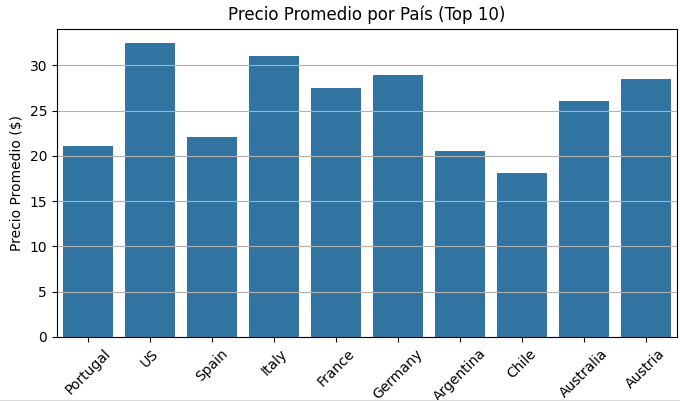 Precio Promedio por País (Top 10)
Precio Promedio ($)
30
25
20
15
10
5
0
Portugal
US
Spain
Italy
France
Germany
Argentina
Chile
Australia
Austria